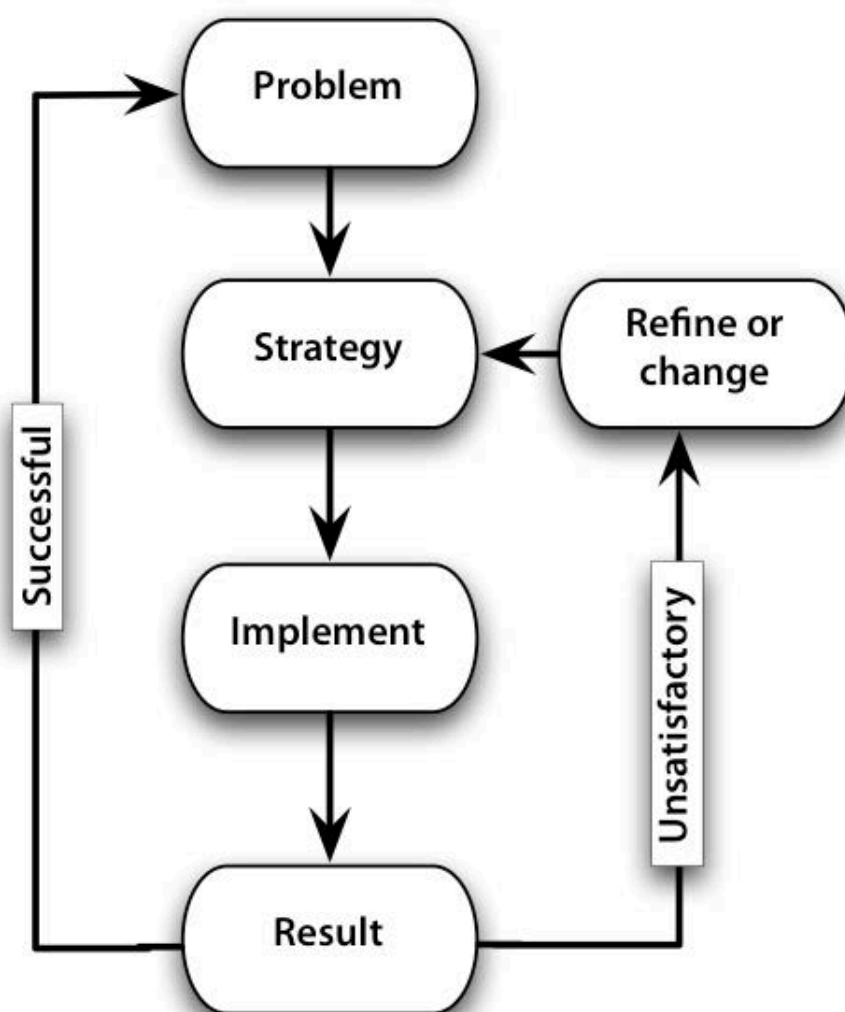 Problem
Strategy
Refine or
change
Successful
Implement
Unsatisfactory
Result